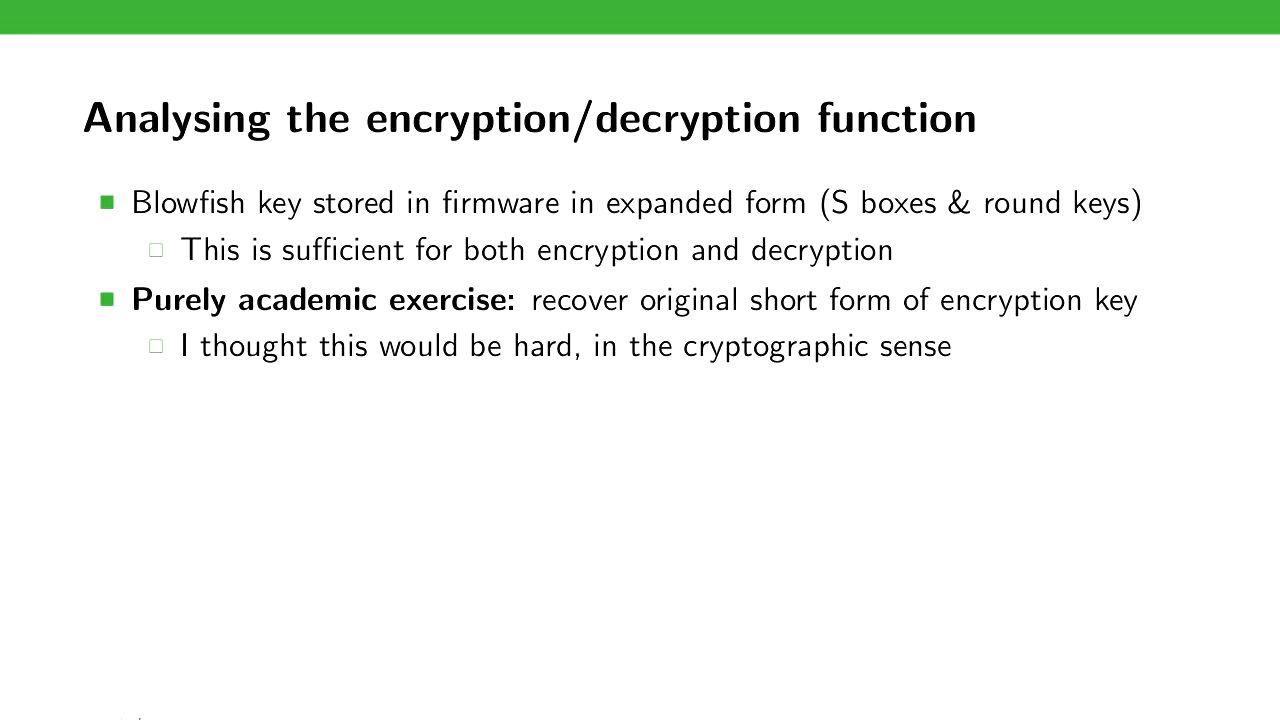 Analysing the encryption/decryption function
Blowfish key stored in firmware in expanded form (S boxes & round keys)
This is sufficient for both encryption and decryption
Purely academic exercise: recover original short form of encryption key
I thought this would be hard, in the cryptographic sense